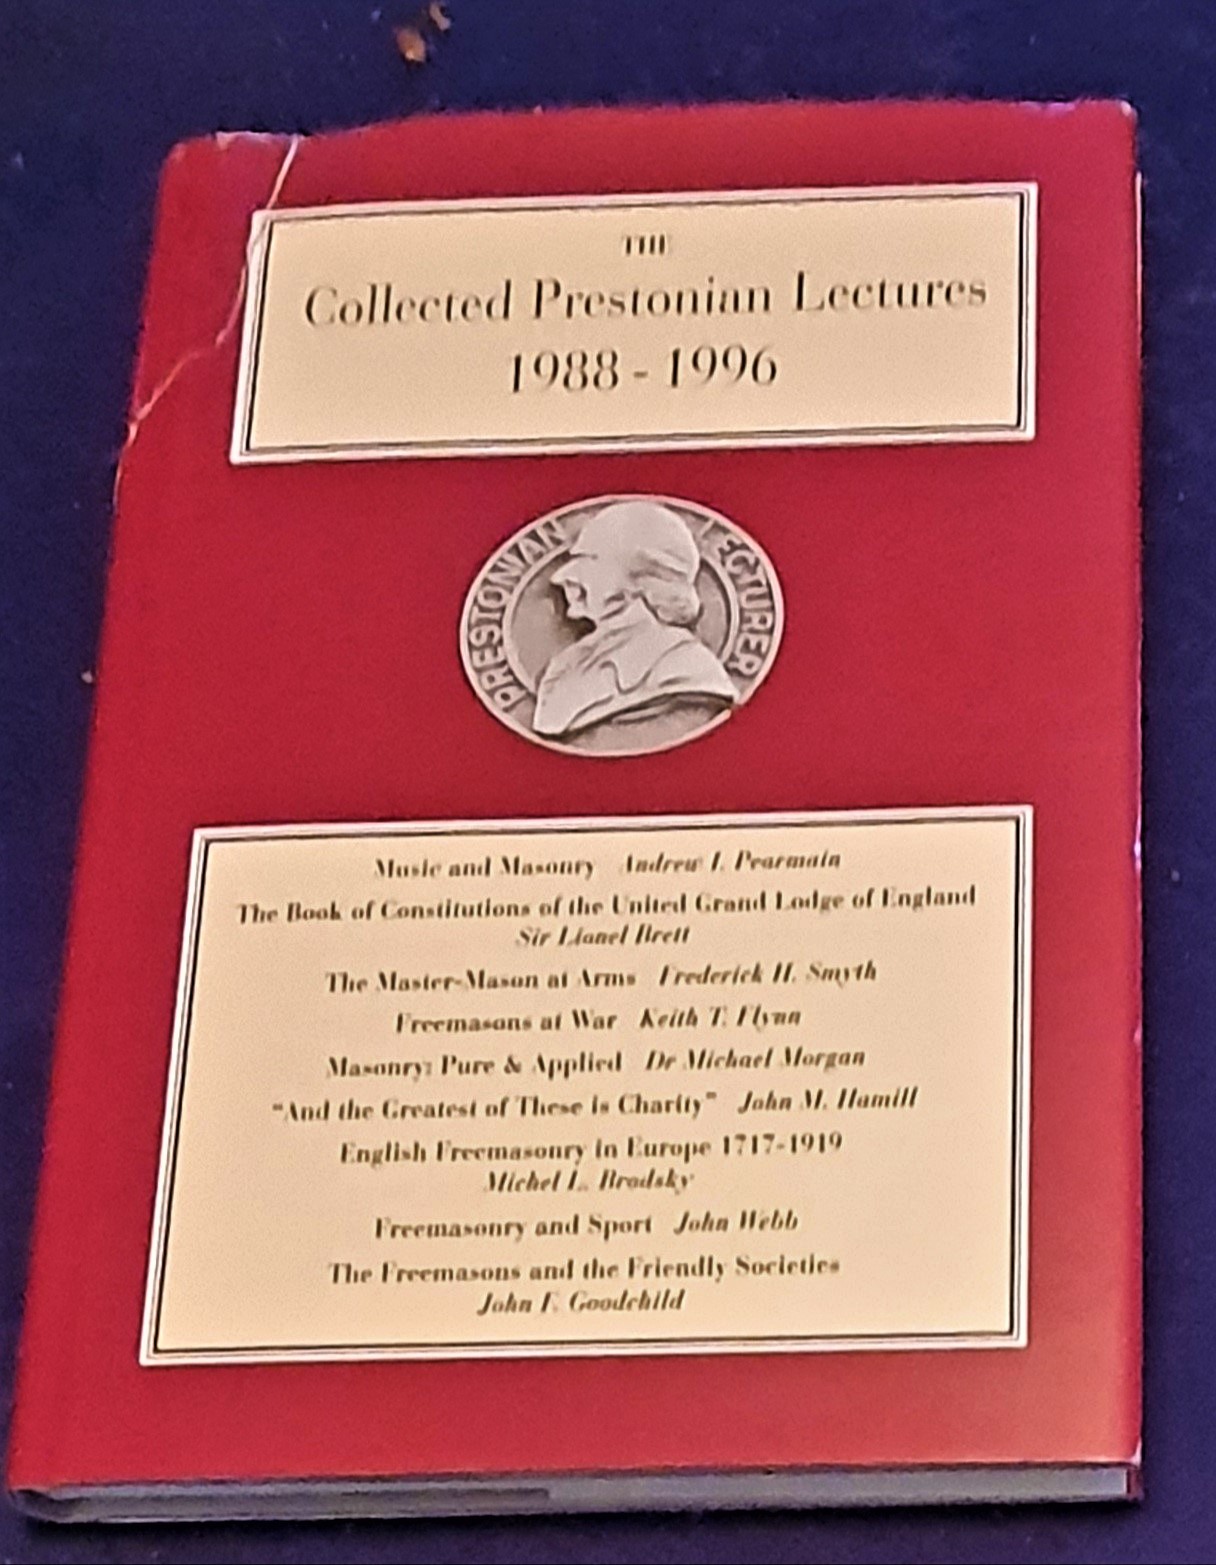 THE
Collected Prestonian Lectures
1988 - 1996
PRESTONIAN LECTURER
Music and Masonry Andrew I. Pearmain
The Book of Constitutions of the United Grand Lodge of England
Sir Lionel Brett
The Master-Mason at Arms Frederick H. Smyth
Freemasons at War Keith T. Flynn
Masonry: Pure & Applied Dr Michael Morgan
“And the Greatest of These is Charity” John M. Hamill
English Freemasonry in Europe 1717-1919
Michel L. Brodsky
Freemasonry and Sport John Webb
The Freemasons and the Friendly Societies
John F. Goodchild